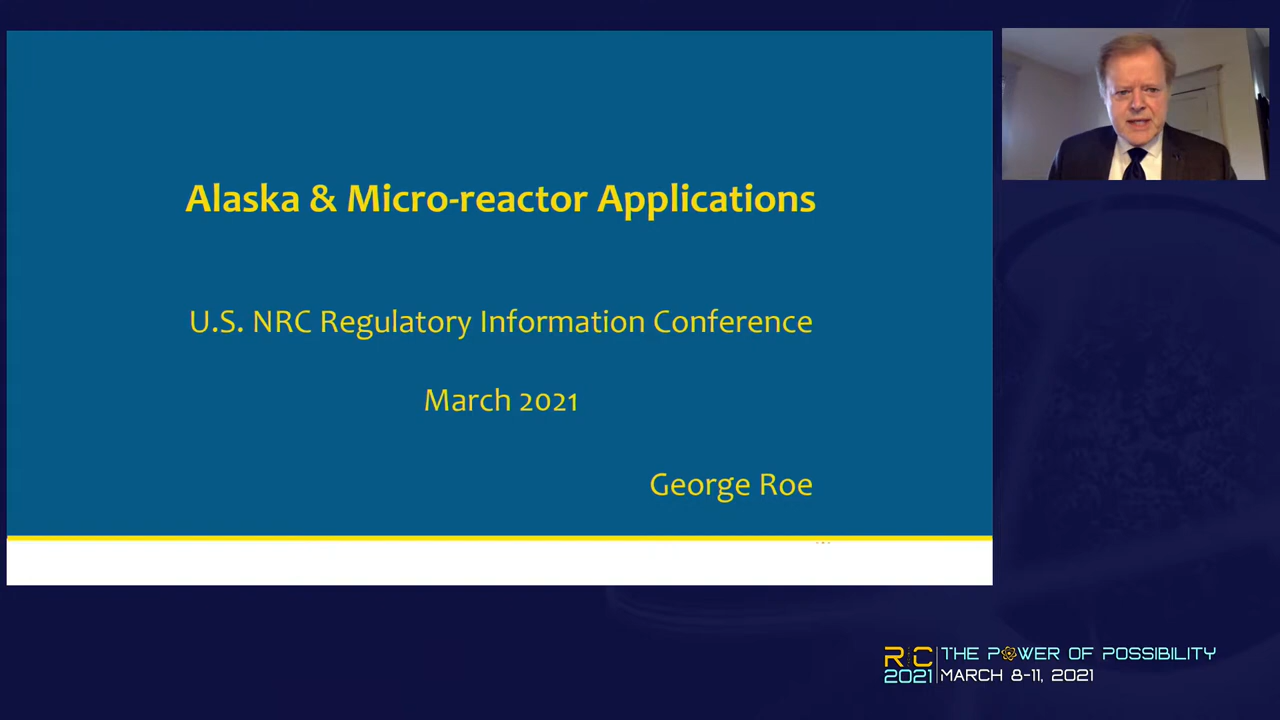 Alaska & Micro-reactor Applications
U.S. NRC Regulatory Information Conference
March 2021
George Roe
RIC THE POWER OF POSSIBILITY
2021 MARCH 8-11, 2021